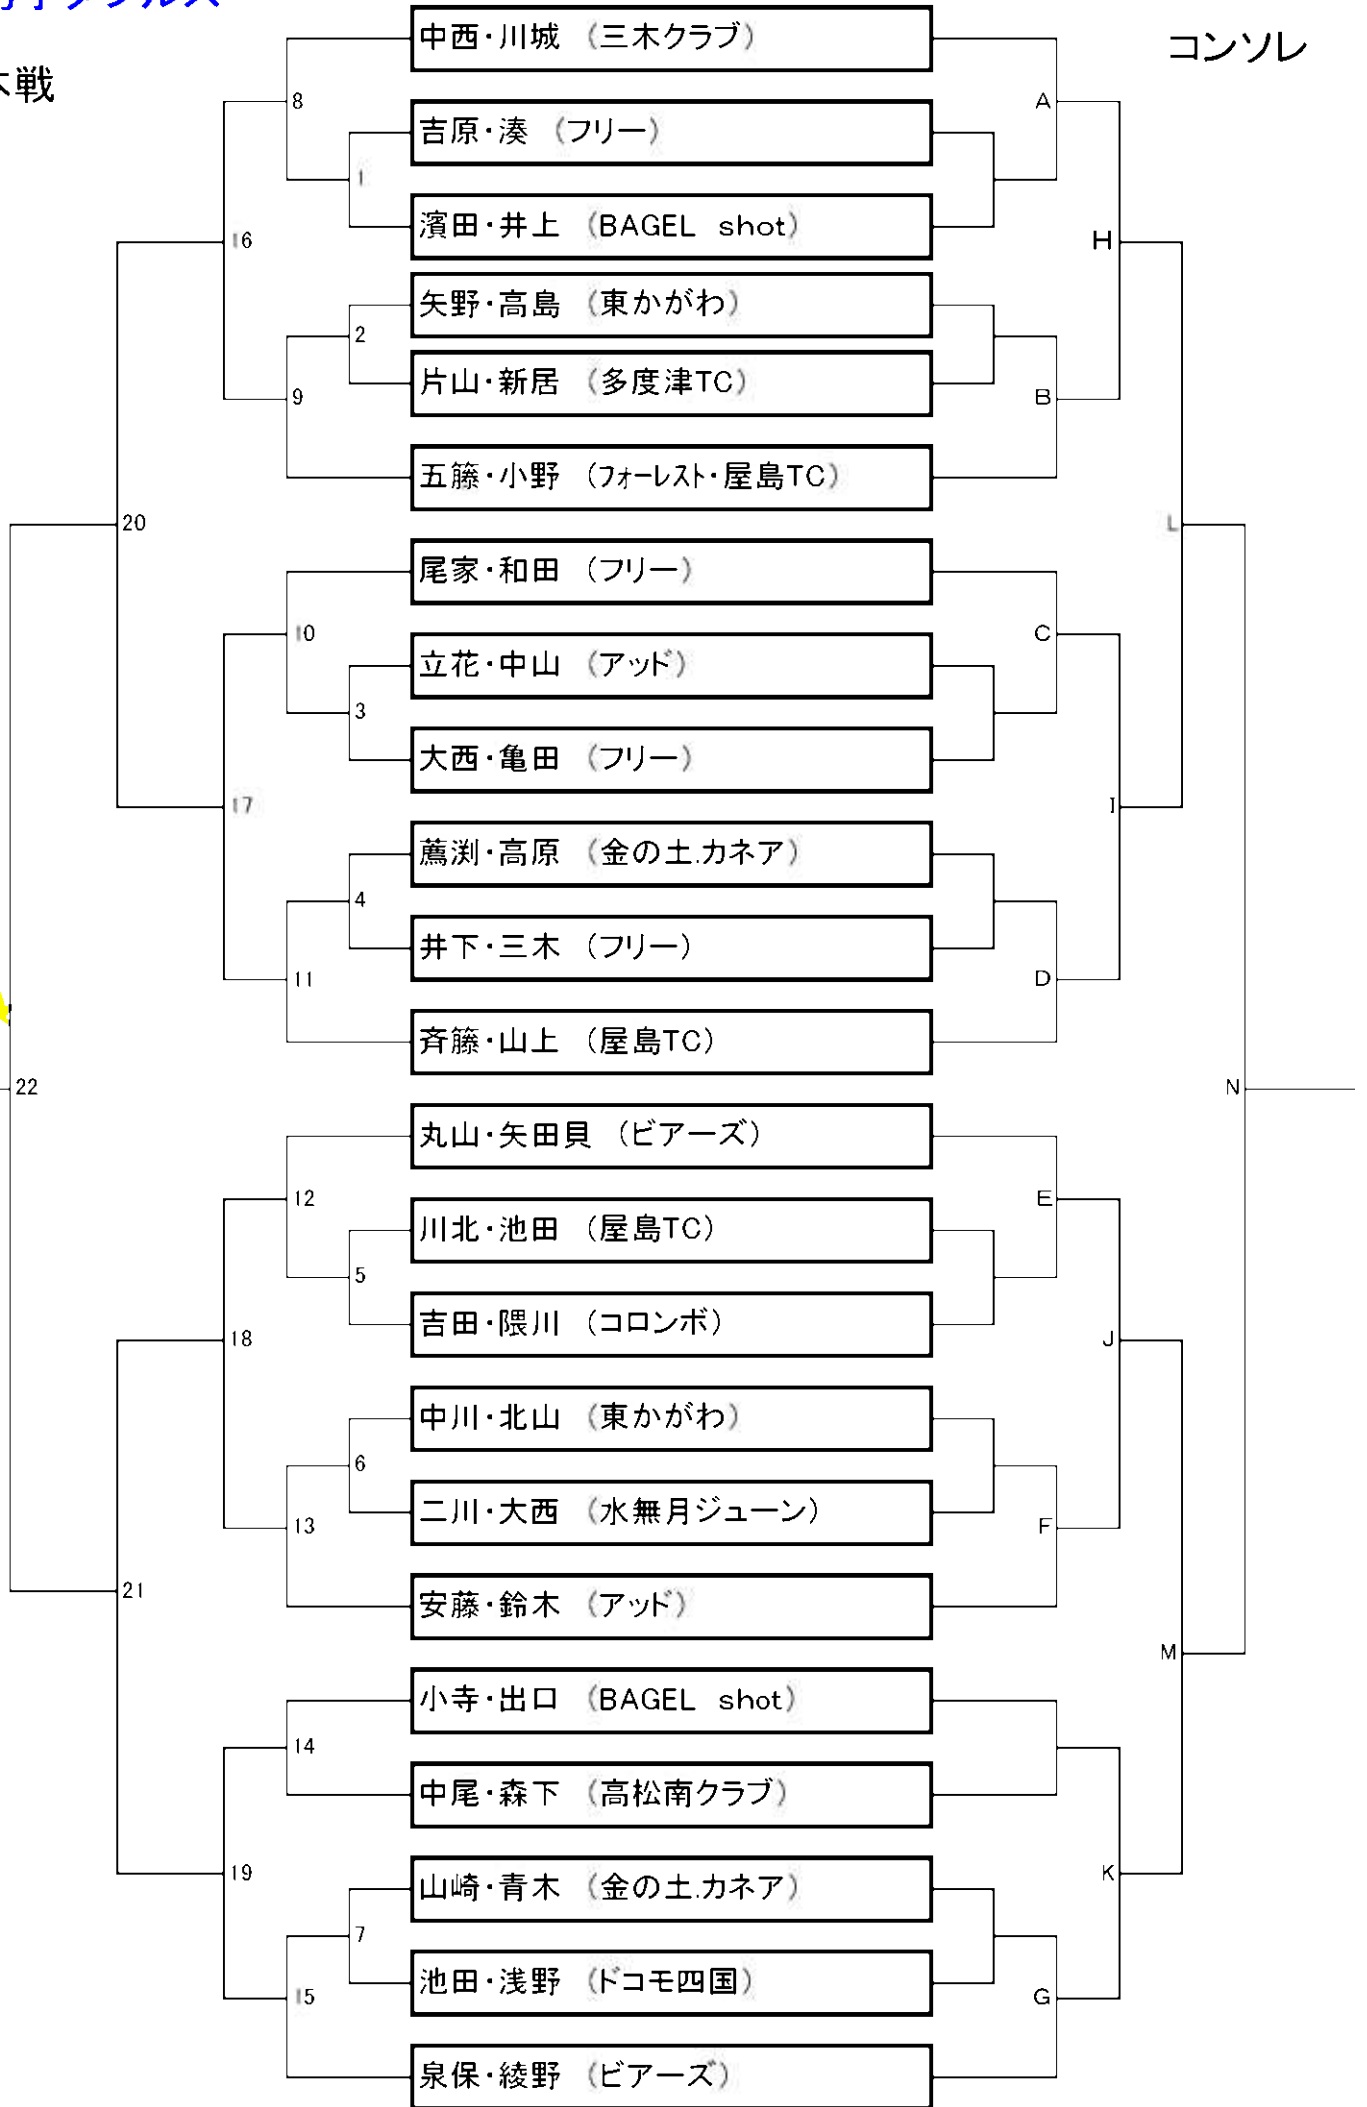 子ダブルス
本戦
コンソレ
中西・川城 (三木クラブ)
8
A
吉原・湊 (フリー)
1
濱田・井上 (BAGEL shot)
16
H
矢野・高島 (東かがわ)
2
片山・新居 (多度津TC)
9
B
五籐・小野 (フォーレスト・屋島TC)
20
L
尾家・和田 (フリー)
10
C
立花・中山 (アッド)
3
大西・亀田 (フリー)
17
I
薦渕・高原 (金の土.カネア)
4
井下・三木 (フリー)
11
D
斉籐・山上 (屋島TC)
22
N
丸山・矢田貝 (ビアーズ)
12
E
川北・池田 (屋島TC)
5
吉田・隈川 (コロンボ)
18
J
中川・北山 (東かがわ)
6
二川・大西 (水無月ジューン)
13
F
21
安藤・鈴木 (アッド)
M
小寺・出口 (BAGEL shot)
14
中尾・森下 (高松南クラブ)
19
K
山崎・青木 (金の土.カネア)
7
池田・浅野 (ドコモ四国)
15
G
泉保・綾野 (ビアーズ)